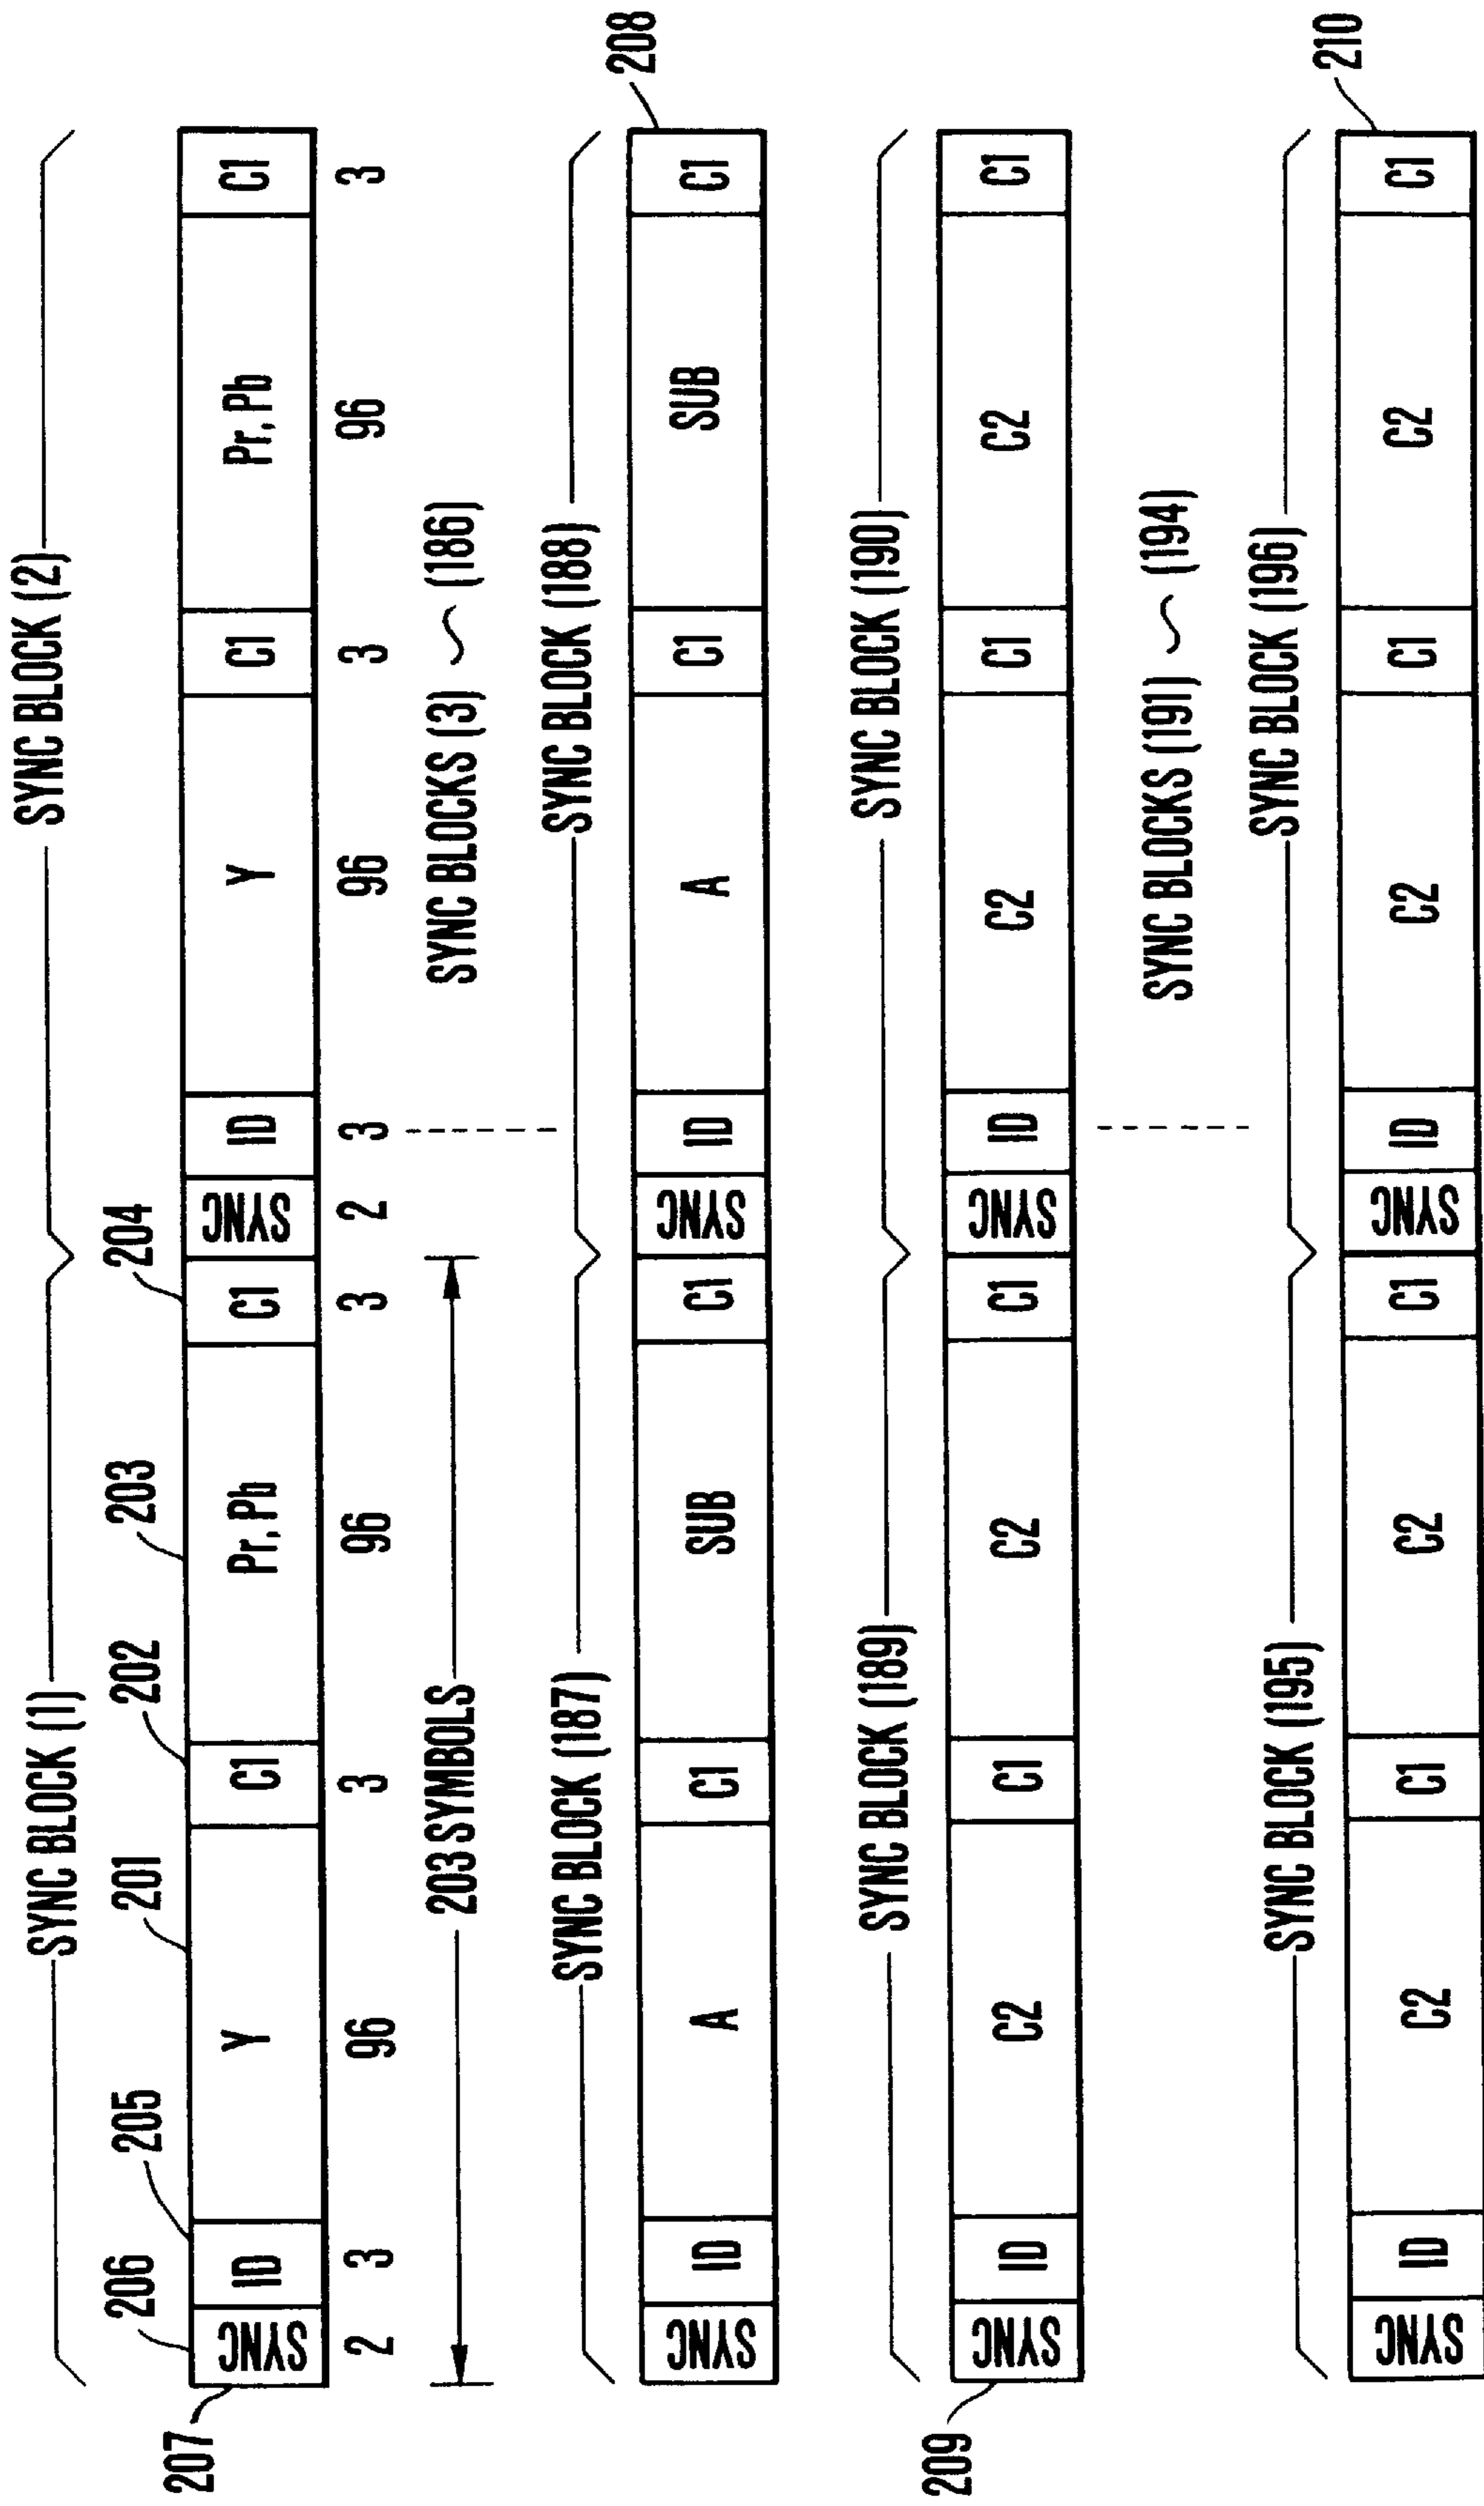 SYNC BLOCK (1) SYNC BLOCK (2)
206 205 201 202 203 204
207
SYNC ID Y C1 Pr, Pb C1 SYNC ID Y C1 Pr, Pb C1
2 3 96 3 96 3 2 3 96 3 96 3
203 SYMBOLS SYNC BLOCKS (3) ~ (186)
SYNC BLOCK (187) SYNC BLOCK (188)
208
SYNC ID A C1 SUB C1 SYNC ID A C1 SUB C1
SYNC BLOCK (189) SYNC BLOCK (190)
209
SYNC ID C2 C1 C2 C1 SYNC ID C2 C1 C2 C1
SYNC BLOCKS (191) ~ (194)
SYNC BLOCK (195) SYNC BLOCK (196)
210
SYNC ID C2 C1 C2 C1 SYNC ID C2 C1 C2 C1